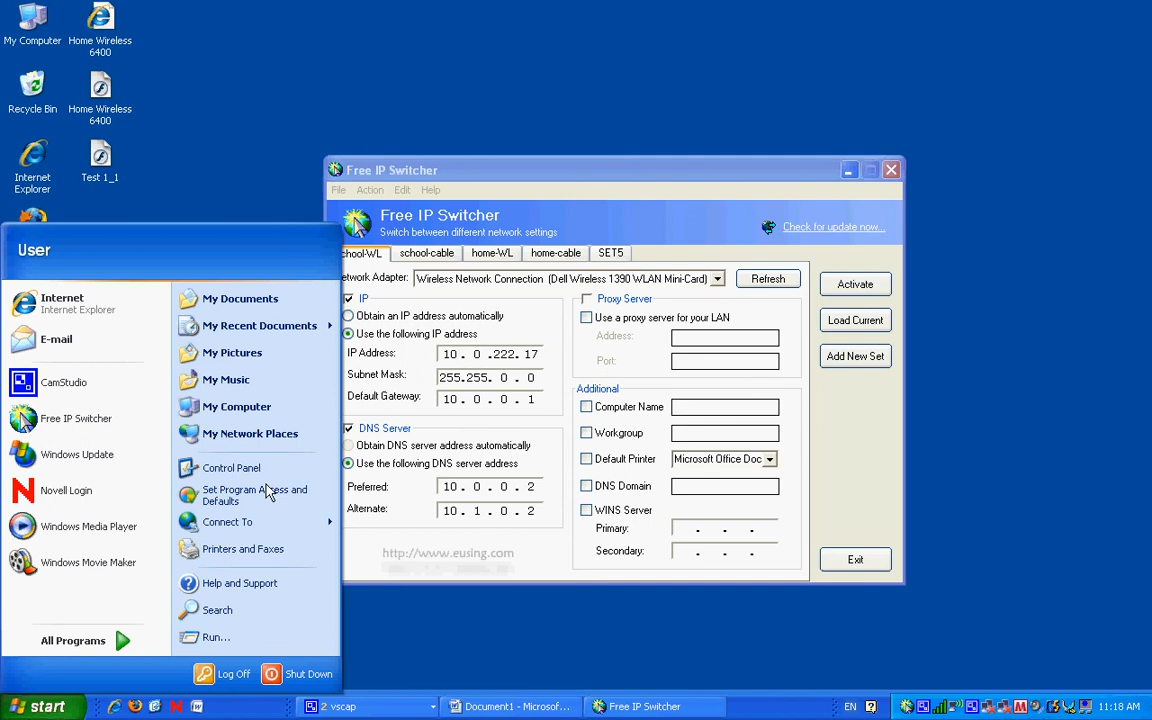 My Computer
Home Wireless
6400
Recycle Bin
Home Wireless
6400
Internet
Explorer
Test 1_1
User
Internet
Internet Explorer
E-mail
CamStudio
Free IP Switcher
Windows Update
Novell Login
Windows Media Player
Windows Movie Maker
All Programs
My Documents
My Recent Documents
My Pictures
My Music
My Computer
My Network Places
Control Panel
Set Program Access and
Defaults
Connect To
Printers and Faxes
Help and Support
Search
Run...
Log Off
Shut Down
Free IP Switcher
File Action Edit Help
Free IP Switcher
Switch between different network settings
Check for update now...
chool-WL school-cable home-WL home-cable SET5
etwork Adapter: Wireless Network Connection (Dell Wireless 1390 WLAN Mini-Card) Refresh
IP
Obtain an IP address automatically
Use the following IP address
IP Address: 10. 0 .222. 17
Subnet Mask: 255.255. 0 . 0
Default Gateway: 10. 0 . 0 . 1
DNS Server
Obtain DNS server address automatically
Use the following DNS server address
Preferred: 10. 0 . 0 . 2
Alternate: 10. 1 . 0 . 2
http://www.eusing.com
Proxy Server
Use a proxy server for your LAN
Address:
Port:
Additional
Computer Name
Workgroup
Default Printer Microsoft Office Doc
DNS Domain
WINS Server
Primary: . . .
Secondary: . . .
Activate
Load Current
Add New Set
Exit
start
2 vscap
Document1 - Microsof...
Free IP Switcher
EN
11:18 AM